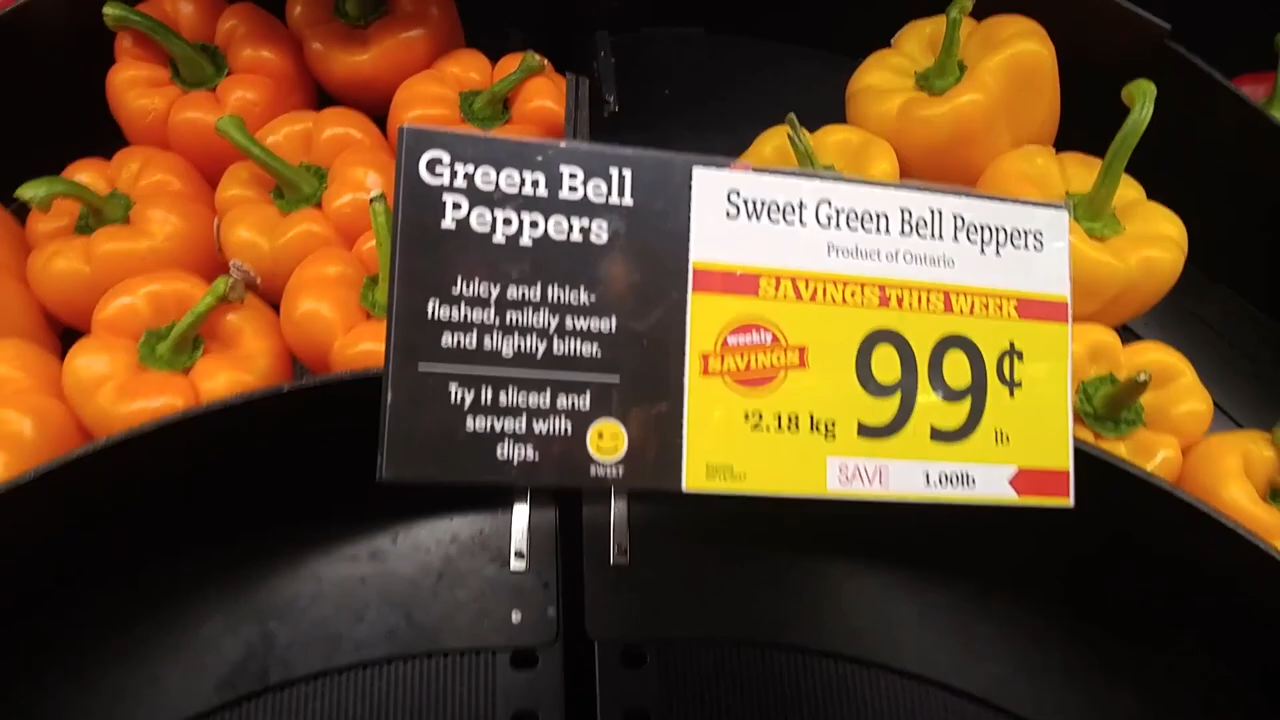 Green Bell
Peppers
Juicy and thick-
fleshed, mildly sweet
and slightly bitter.
Try it sliced and
served with
dips.
SWEET
Sweet Green Bell Peppers
Product of Ontario
SAVINGS THIS WEEK
weekly
SAVINGS
$2.18 kg
99¢
lb
SAVE 1.00lb